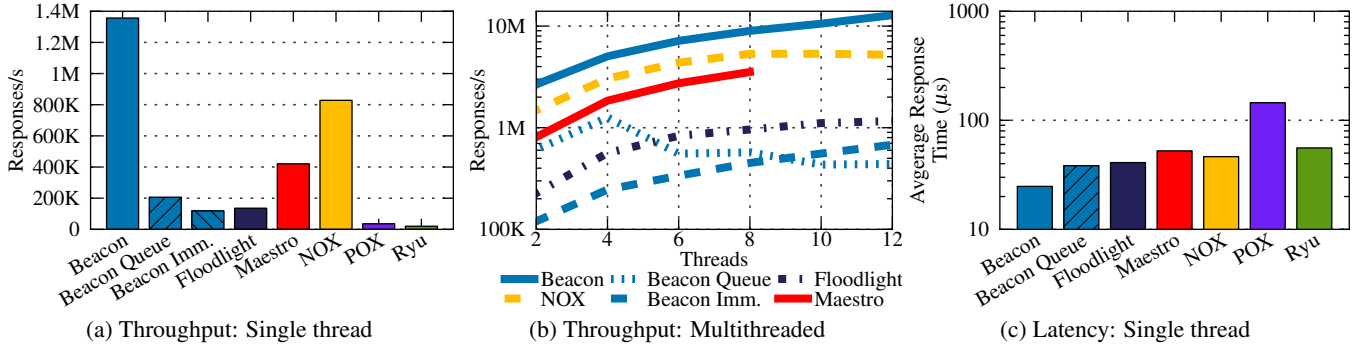 1.4M
1M
800K
600K
400K
200K
0
Responses/s
Beacon
Beacon Queue
Beacon Imm.
Floodlight
Maestro
NOX
POX
Ryu
(a) Throughput: Single thread
10M
1M
100K
Responses/s
2 4 6 8 10 12
Threads
Beacon Beacon Queue Floodlight
NOX Beacon Imm. Maestro
(b) Throughput: Multithreaded
1000
100
10
Avgerage Response
Time (μs)
Beacon
Beacon Queue
Floodlight
Maestro
NOX
POX
Ryu
(c) Latency: Single thread